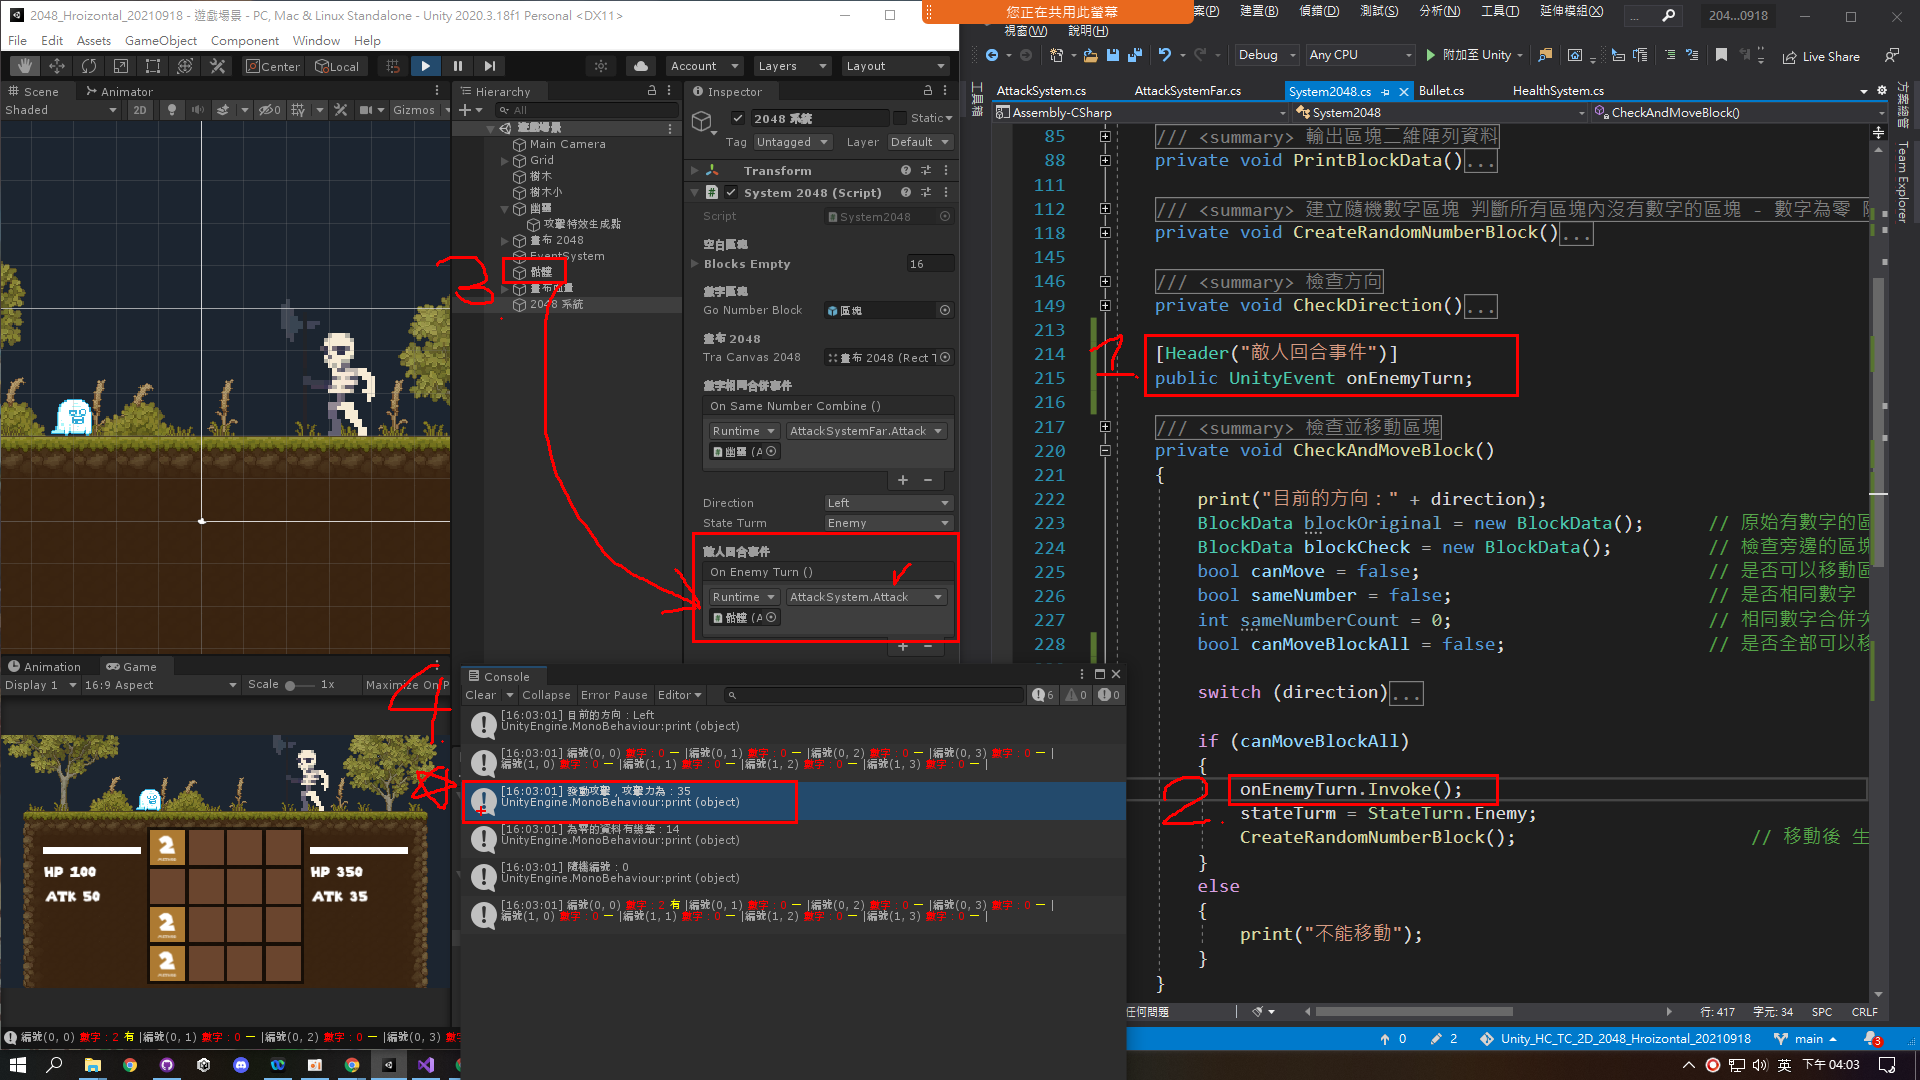 2048_Hroizontal_20210918 - 遊戲場景 - PC, Mac & Linux Standalone - Unity 2020.3.18f1 Personal <DX11>
您正在共用此螢幕
File Edit Assets GameObject Component Window Help
Center Local
Account Layers Layout
Scene Animator
Shaded 2D 0 Gizmos
Hierarchy
All
遊戲場景
Main Camera
Grid
樹木
樹木小
幽靈
攻擊特效生成點
畫布 2048
EventSystem
骷髏
畫布血量
2048 系統
3
Inspector
2048 系統 Static
Tag Untagged Layer Default
Transform
System 2048 (Script)
Script System2048
空白區塊
Blocks Empty 16
數字區塊
Go Number Block 區塊
畫布 2048
Tra Canvas 2048 畫布 2048 (Rect T
數字相同合併事件
On Same Number Combine ()
Runtime AttackSystemFar.Attack
幽靈 (A
Direction Left
State Turm Enemy
敵人回合事件
On Enemy Turn ()
Runtime AttackSystem.Attack
骷髏 (A
Animation Game
Display 1 16:9 Aspect Scale 1x Maximize On P
4
HP 100
ATK 50
2
2
2
HP 350
ATK 35
Console
Clear Collapse Error Pause Editor 6 0 0
[16:03:01] 目前的方向：Left
UnityEngine.MonoBehaviour:print (object)
[16:03:01] 編號(0, 0) 數字：0 一 |編號(0, 1) 數字：0 一 |編號(0, 2) 數字：0 一 |編號(0, 3) 數字：0 一 |
編號(1, 0) 數字：0 一 |編號(1, 1) 數字：0 一 |編號(1, 2) 數字：0 一 |編號(1, 3) 數字：0 一 |
[16:03:01] 發動攻擊，攻擊力為：35
UnityEngine.MonoBehaviour:print (object)
[16:03:01] 為零的資料有幾筆：14
UnityEngine.MonoBehaviour:print (object)
[16:03:01] 隨機編號：0
UnityEngine.MonoBehaviour:print (object)
[16:03:01] 編號(0, 0) 數字：2 有 |編號(0, 1) 數字：0 一 |編號(0, 2) 數字：0 一 |編號(0, 3) 數字：0 一 |
編號(1, 0) 數字：0 一 |編號(1, 1) 數字：0 一 |編號(1, 2) 數字：0 一 |編號(1, 3) 數字：0 一 |
編號(0, 0) 數字：2 有 |編號(0, 1) 數字：0 一 |編號(0, 2) 數字：0 一 |編號(0, 3) 數
案(P) 建置(B) 偵錯(D) 測試(S) 分析(N) 工具(T) 延伸模組(X) ... 204...0918
視窗(W) 說明(H)
Debug Any CPU 附加至 Unity Live Share
工具箱
AttackSystem.cs AttackSystemFar.cs System2048.cs Bullet.cs HealthSystem.cs
Assembly-CSharp System2048 CheckAndMoveBlock()
方案總管
Team Explorer
85 /// <summary> 輸出區塊二維陣列資料
88 private void PrintBlockData()...
111
112 /// <summary> 建立隨機數字區塊 判斷所有區塊內沒有數字的區塊 - 數字為零
118 private void CreateRandomNumberBlock()...
145
146 /// <summary> 檢查方向
149 private void CheckDirection()...
213
214 [Header("敵人回合事件")]
215 public UnityEvent onEnemyTurn;
1
216
217 /// <summary> 檢查並移動區塊
220 private void CheckAndMoveBlock()
221 {
222 print("目前的方向：" + direction);
223 BlockData blockOriginal = new BlockData(); // 原始有數字的區
224 BlockData blockCheck = new BlockData(); // 檢查旁邊的區塊
225 bool canMove = false; // 是否可以移動區
226 bool sameNumber = false; // 是否相同數字
227 int sameNumberCount = 0; // 相同數字合併次
228 bool canMoveBlockAll = false; // 是否全部可以移
switch (direction)...
if (canMoveBlockAll)
{
2
onEnemyTurn.Invoke();
stateTurm = StateTurn.Enemy;
CreateRandomNumberBlock(); // 移動後 生
}
else
{
print("不能移動");
}
}
任何問題 行: 417 字元: 34 SPC CRLF
0 2 Unity_HC_TC_2D_2048_Hroizontal_20210918 main 3
英 下午 04:03